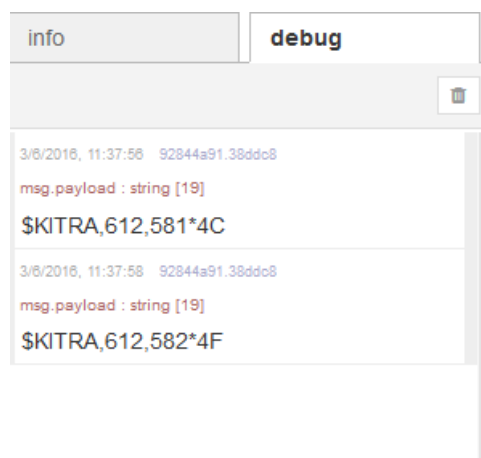 info
debug
3/6/2016, 11:37:56 92844a91.38ddc8
msg.payload : string [19]
$KITRA,612,581*4C
3/6/2016, 11:37:58 92844a91.38ddc8
msg.payload : string [19]
$KITRA,612,582*4F